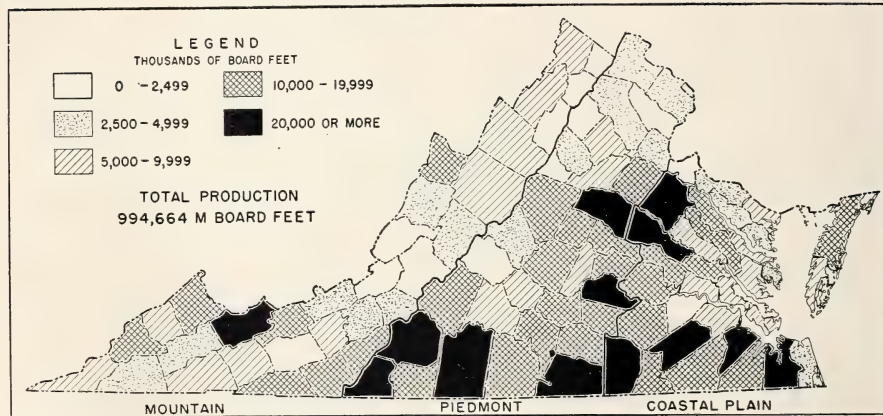 LEGEND
THOUSANDS OF BOARD FEET
0 - 2,499
10,000 - 19,999
2,500 - 4,999
20,000 OR MORE
5,000 - 9,999
TOTAL PRODUCTION
994,664 M BOARD FEET
MOUNTAIN
PIEDMONT
COASTAL PLAIN